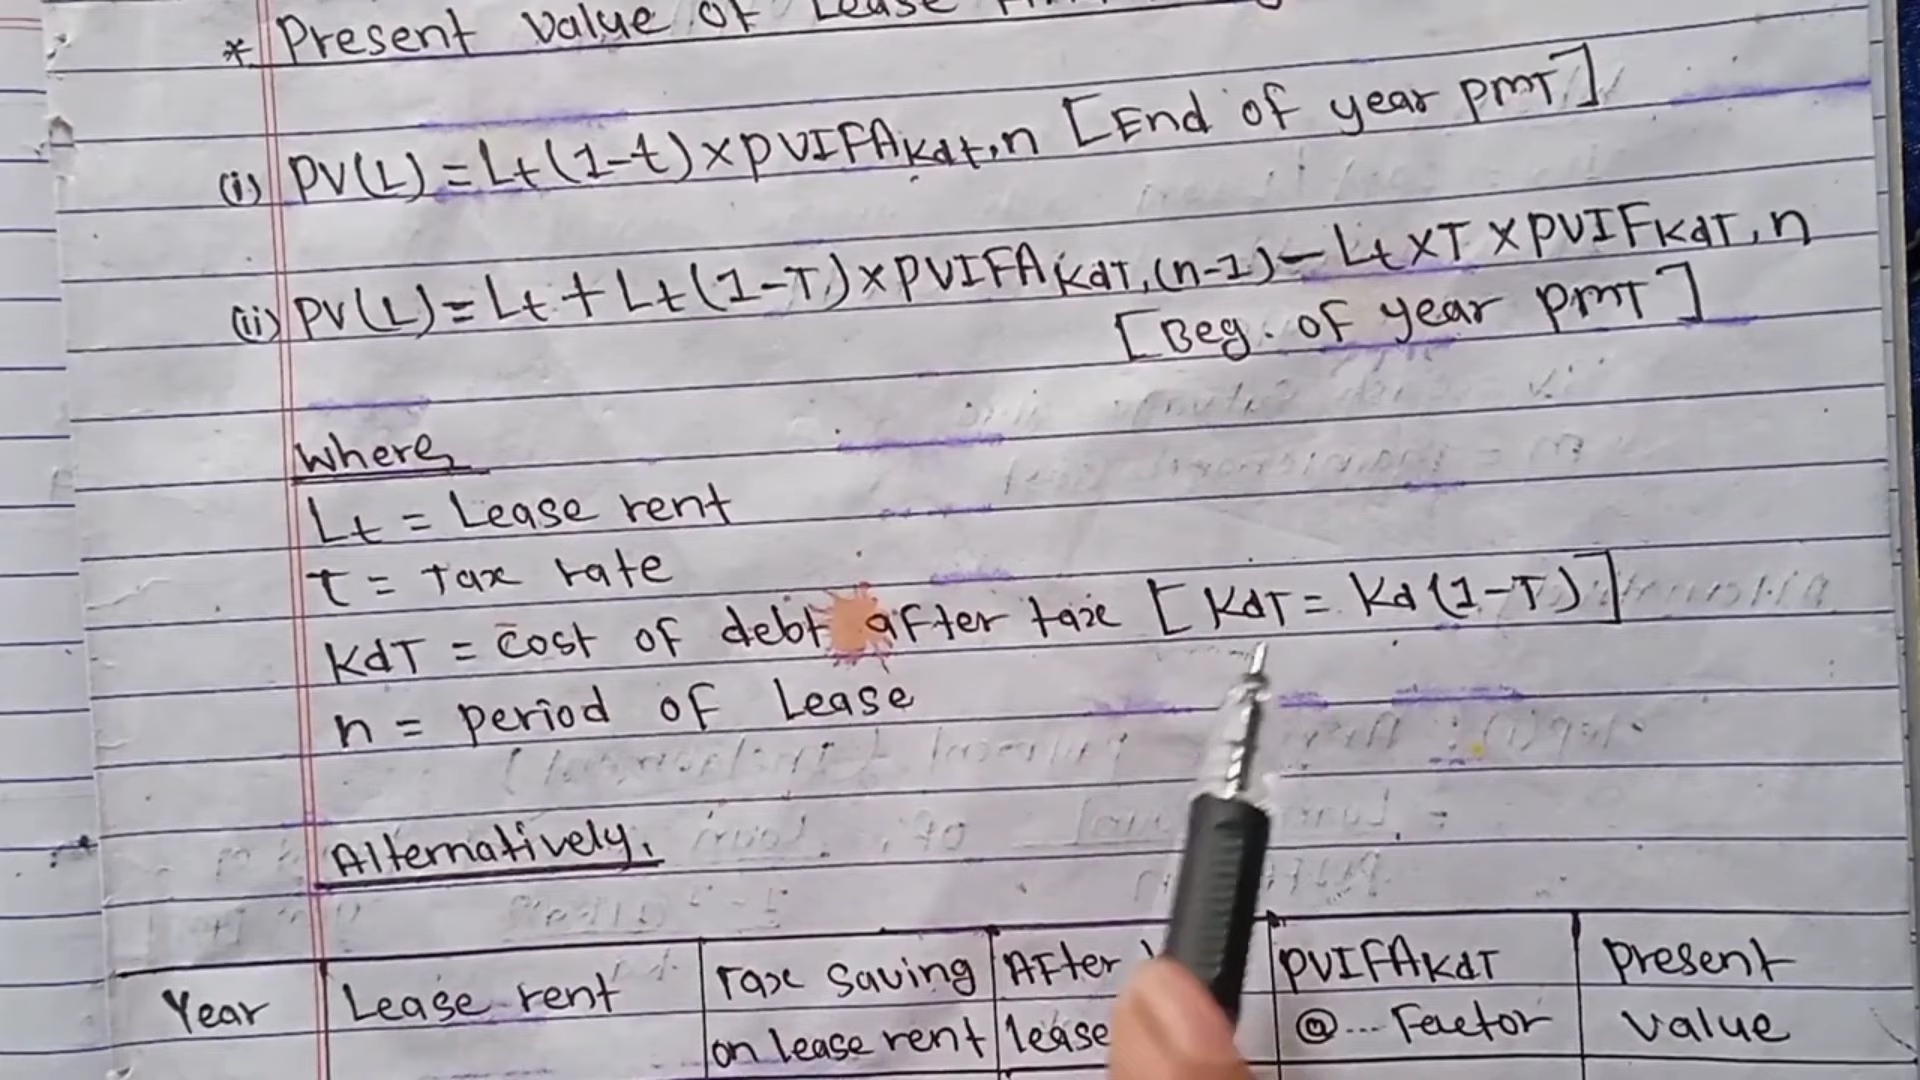 * Present Value of Lease
(i) PV(L) = Lt(1-t) × PVIFAKdt,n [End of year PMT]
(ii) PV(L) = Lt + Lt(1-T) × PVIFAKdT,(n-1) - Lt × T × PVIFKdT,n
[Beg. of year PMT]
Where,
Lt = Lease rent
t = Tax rate
KdT = cost of debt after tax [KdT = Kd(1-T)]
n = period of Lease
Alternatively,
Year | Lease rent | Tax saving on lease rent | After lease | PVIFAKdT @... Factor | present value